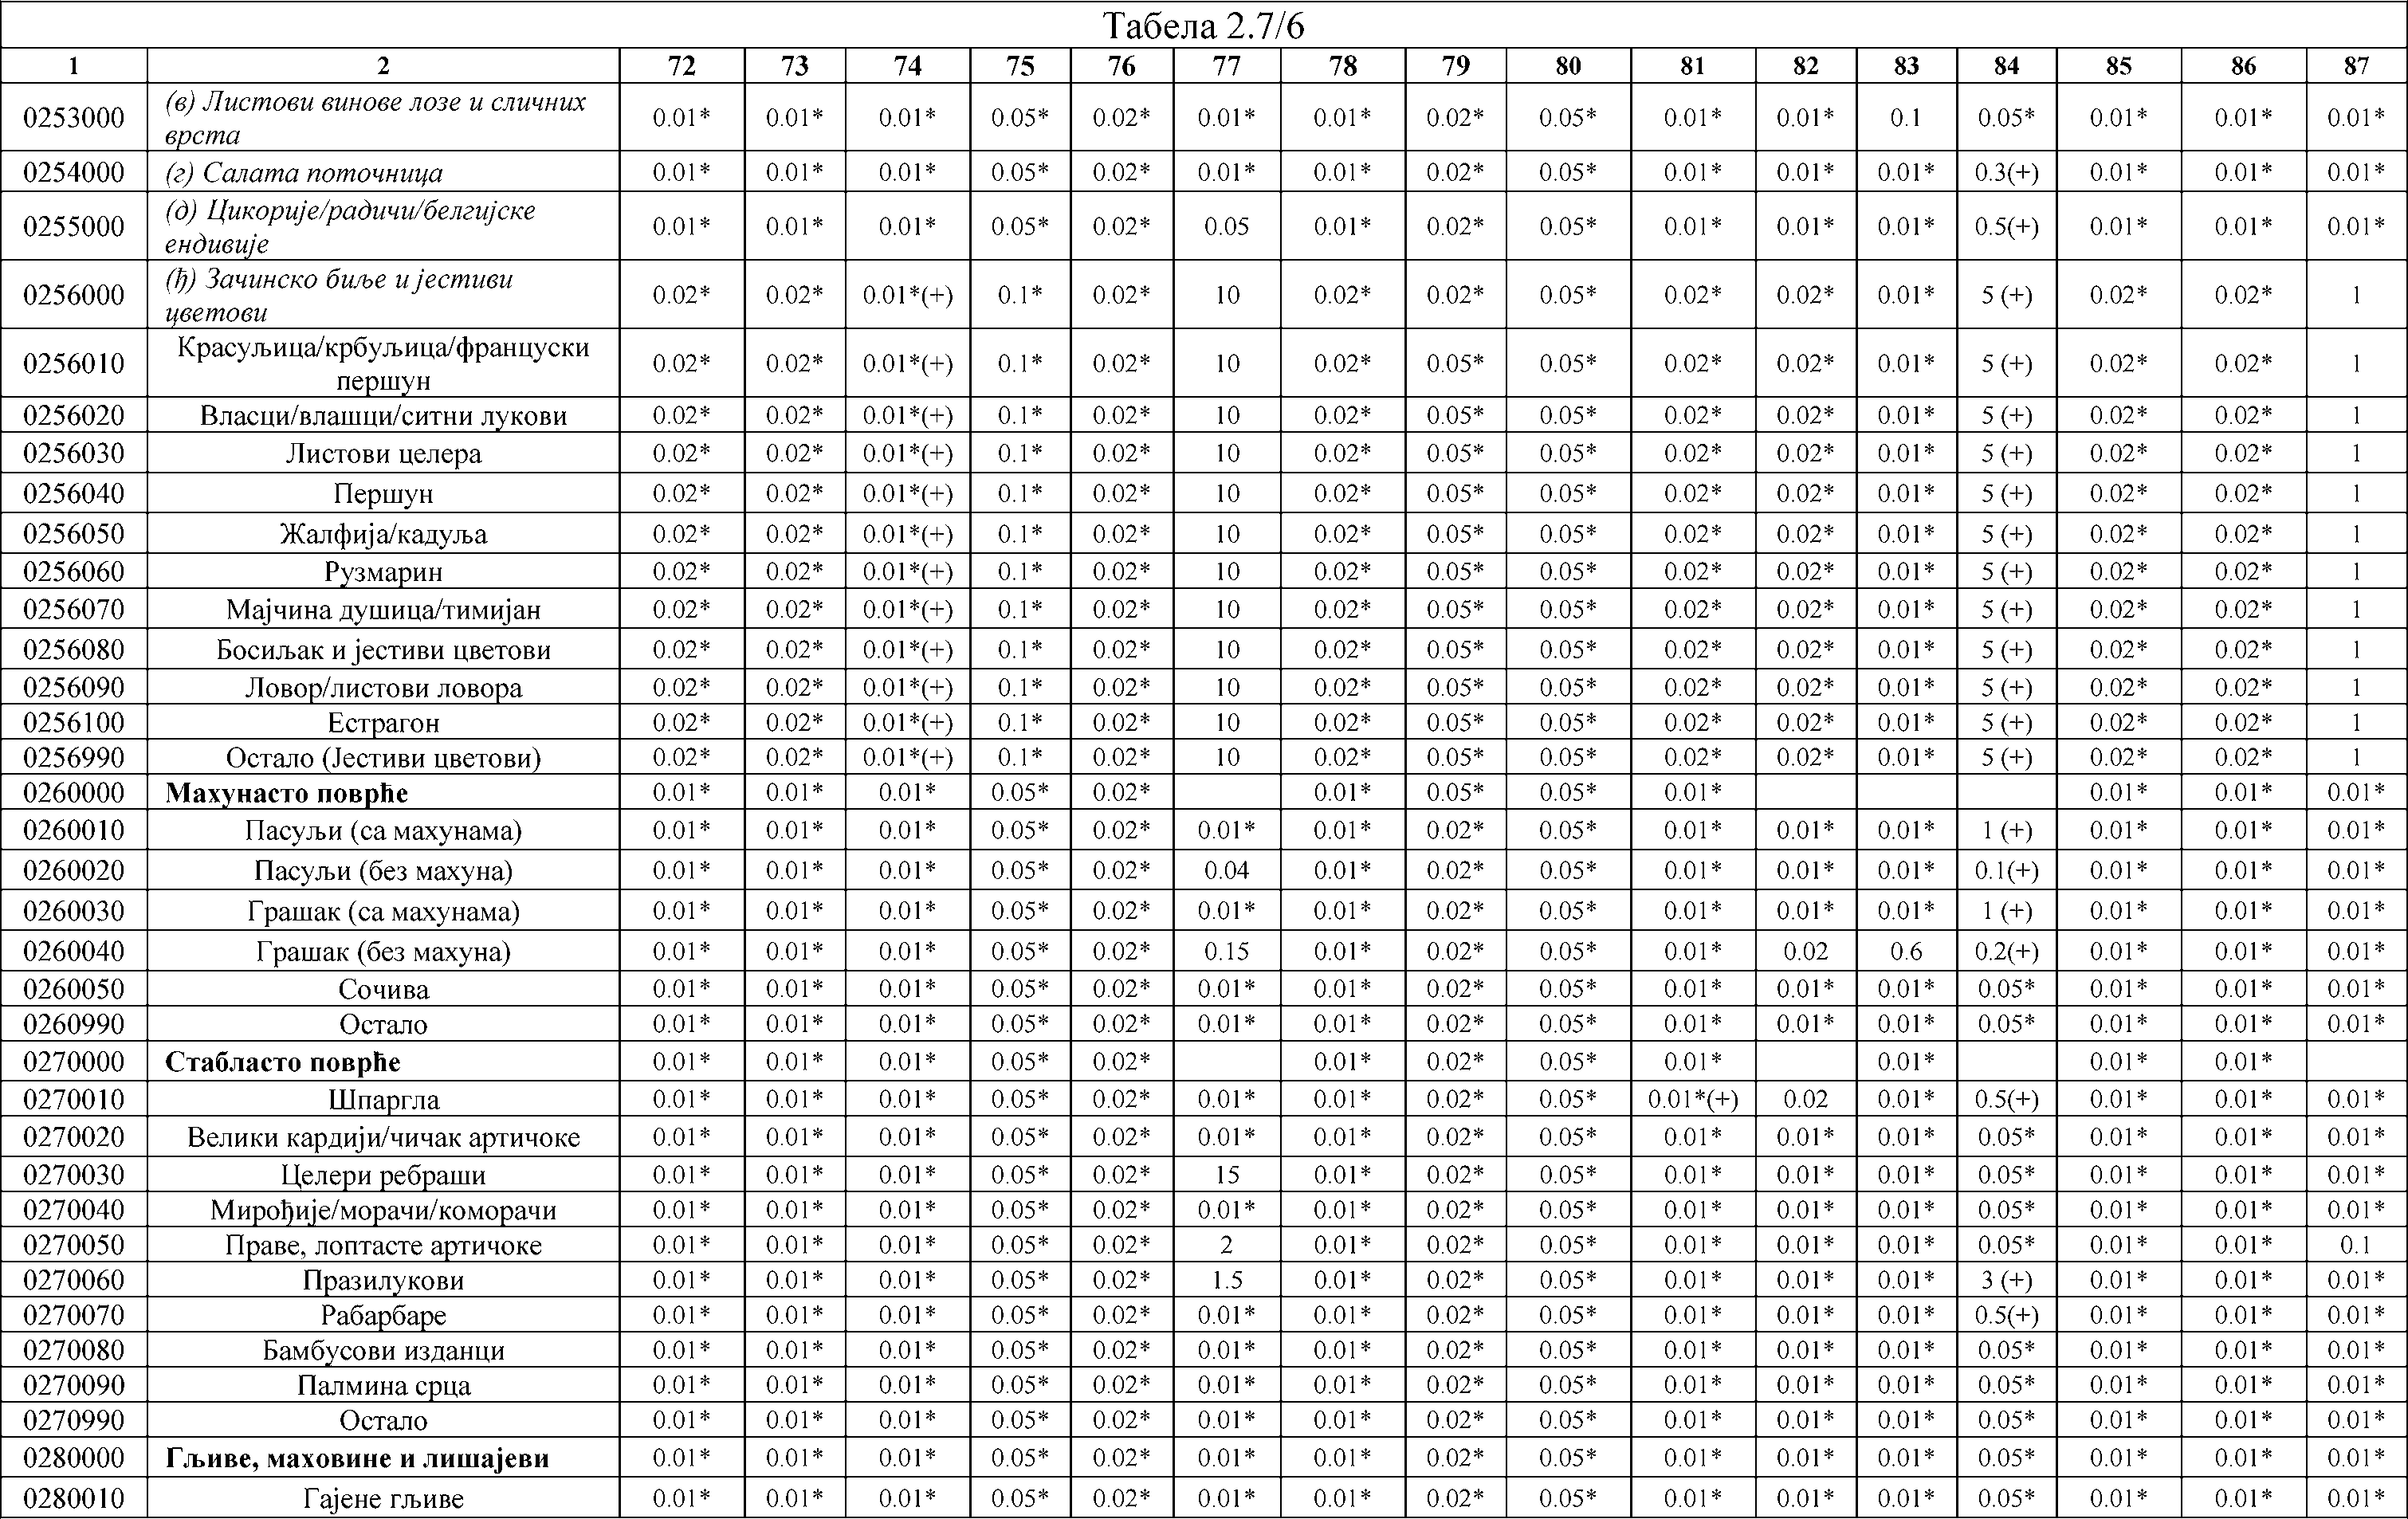 Табела 2.7/6
1 2 72 73 74 75 76 77 78 79 80 81 82 83 84 85 86 87
0253000 (в) Листови винове лозе и сличних врста 0.01* 0.01* 0.01* 0.05* 0.02* 0.01* 0.01* 0.02* 0.05* 0.01* 0.01* 0.1 0.05* 0.01* 0.01* 0.01*
0254000 (г) Салата поточница 0.01* 0.01* 0.01* 0.05* 0.02* 0.01* 0.01* 0.02* 0.05* 0.01* 0.01* 0.01* 0.3(+) 0.01* 0.01* 0.01*
0255000 (д) Цикорије/радичи/белгијске ендивије 0.01* 0.01* 0.01* 0.05* 0.02* 0.05 0.01* 0.02* 0.05* 0.01* 0.01* 0.01* 0.5(+) 0.01* 0.01* 0.01*
0256000 (ђ) Зачинско биље и јестиви цветови 0.02* 0.02* 0.01*(+) 0.1* 0.02* 10 0.02* 0.02* 0.05* 0.02* 0.02* 0.01* 5 (+) 0.02* 0.02* 1
0256010 Красуљица/крбуљица/француски першун 0.02* 0.02* 0.01*(+) 0.1* 0.02* 10 0.02* 0.05* 0.05* 0.02* 0.02* 0.01* 5 (+) 0.02* 0.02* 1
0256020 Власци/влашци/ситни лукови 0.02* 0.02* 0.01*(+) 0.1* 0.02* 10 0.02* 0.05* 0.05* 0.02* 0.02* 0.01* 5 (+) 0.02* 0.02* 1
0256030 Листови целера 0.02* 0.02* 0.01*(+) 0.1* 0.02* 10 0.02* 0.05* 0.05* 0.02* 0.02* 0.01* 5 (+) 0.02* 0.02* 1
0256040 Першун 0.02* 0.02* 0.01*(+) 0.1* 0.02* 10 0.02* 0.05* 0.05* 0.02* 0.02* 0.01* 5 (+) 0.02* 0.02* 1
0256050 Жалфија/кадуља 0.02* 0.02* 0.01*(+) 0.1* 0.02* 10 0.02* 0.05* 0.05* 0.02* 0.02* 0.01* 5 (+) 0.02* 0.02* 1
0256060 Рузмарин 0.02* 0.02* 0.01*(+) 0.1* 0.02* 10 0.02* 0.05* 0.05* 0.02* 0.02* 0.01* 5 (+) 0.02* 0.02* 1
0256070 Мајчина душица/тимијан 0.02* 0.02* 0.01*(+) 0.1* 0.02* 10 0.02* 0.05* 0.05* 0.02* 0.02* 0.01* 5 (+) 0.02* 0.02* 1
0256080 Босиљак и јестиви цветови 0.02* 0.02* 0.01*(+) 0.1* 0.02* 10 0.02* 0.05* 0.05* 0.02* 0.02* 0.01* 5 (+) 0.02* 0.02* 1
0256090 Ловор/листови ловора 0.02* 0.02* 0.01*(+) 0.1* 0.02* 10 0.02* 0.05* 0.05* 0.02* 0.02* 0.01* 5 (+) 0.02* 0.02* 1
0256100 Естрагон 0.02* 0.02* 0.01*(+) 0.1* 0.02* 10 0.02* 0.05* 0.05* 0.02* 0.02* 0.01* 5 (+) 0.02* 0.02* 1
0256990 Остало (Јестиви цветови) 0.02* 0.02* 0.01*(+) 0.1* 0.02* 10 0.02* 0.05* 0.05* 0.02* 0.02* 0.01* 5 (+) 0.02* 0.02* 1
0260000 Махунасто поврће 0.01* 0.01* 0.01* 0.05* 0.02* 0.01* 0.05* 0.05* 0.01* 0.01* 0.01* 0.01*
0260010 Пасуљи (са махунама) 0.01* 0.01* 0.01* 0.05* 0.02* 0.01* 0.01* 0.02* 0.05* 0.01* 0.01* 0.01* 1 (+) 0.01* 0.01* 0.01*
0260020 Пасуљи (без махуна) 0.01* 0.01* 0.01* 0.05* 0.02* 0.04 0.01* 0.02* 0.05* 0.01* 0.01* 0.01* 0.1(+) 0.01* 0.01* 0.01*
0260030 Грашак (са махунама) 0.01* 0.01* 0.01* 0.05* 0.02* 0.01* 0.01* 0.02* 0.05* 0.01* 0.01* 0.01* 1 (+) 0.01* 0.01* 0.01*
0260040 Грашак (без махуна) 0.01* 0.01* 0.01* 0.05* 0.02* 0.15 0.01* 0.02* 0.05* 0.01* 0.02 0.6 0.2(+) 0.01* 0.01* 0.01*
0260050 Сочива 0.01* 0.01* 0.01* 0.05* 0.02* 0.01* 0.01* 0.02* 0.05* 0.01* 0.01* 0.01* 0.05* 0.01* 0.01* 0.01*
0260990 Остало 0.01* 0.01* 0.01* 0.05* 0.02* 0.01* 0.01* 0.02* 0.05* 0.01* 0.01* 0.01* 0.05* 0.01* 0.01* 0.01*
0270000 Стабласто поврће 0.01* 0.01* 0.01* 0.05* 0.02* 0.01* 0.02* 0.05* 0.01* 0.01* 0.01* 0.01*
0270010 Шпаргла 0.01* 0.01* 0.01* 0.05* 0.02* 0.01* 0.01* 0.02* 0.05* 0.01*(+) 0.02 0.01* 0.5(+) 0.01* 0.01* 0.01*
0270020 Велики кардији/чичак артичоке 0.01* 0.01* 0.01* 0.05* 0.02* 0.01* 0.01* 0.02* 0.05* 0.01* 0.01* 0.01* 0.05* 0.01* 0.01* 0.01*
0270030 Целери ребраши 0.01* 0.01* 0.01* 0.05* 0.02* 15 0.01* 0.02* 0.05* 0.01* 0.01* 0.01* 0.05* 0.01* 0.01* 0.01*
0270040 Мирођије/морачи/коморачи 0.01* 0.01* 0.01* 0.05* 0.02* 0.01* 0.01* 0.02* 0.05* 0.01* 0.01* 0.01* 0.05* 0.01* 0.01* 0.01*
0270050 Праве, лоптасте артичоке 0.01* 0.01* 0.01* 0.05* 0.02* 2 0.01* 0.02* 0.05* 0.01* 0.01* 0.01* 0.05* 0.01* 0.01* 0.1
0270060 Празилукови 0.01* 0.01* 0.01* 0.05* 0.02* 1.5 0.01* 0.02* 0.05* 0.01* 0.01* 0.01* 3 (+) 0.01* 0.01* 0.01*
0270070 Рабарбаре 0.01* 0.01* 0.01* 0.05* 0.02* 0.01* 0.01* 0.02* 0.05* 0.01* 0.01* 0.01* 0.5(+) 0.01* 0.01* 0.01*
0270080 Бамбусови изданци 0.01* 0.01* 0.01* 0.05* 0.02* 0.01* 0.01* 0.02* 0.05* 0.01* 0.01* 0.01* 0.05* 0.01* 0.01* 0.01*
0270090 Палмина срца 0.01* 0.01* 0.01* 0.05* 0.02* 0.01* 0.01* 0.02* 0.05* 0.01* 0.01* 0.01* 0.05* 0.01* 0.01* 0.01*
0270990 Остало 0.01* 0.01* 0.01* 0.05* 0.02* 0.01* 0.01* 0.02* 0.05* 0.01* 0.01* 0.01* 0.05* 0.01* 0.01* 0.01*
0280000 Гљиве, маховине и лишајеви 0.01* 0.01* 0.01* 0.05* 0.02* 0.01* 0.01* 0.02* 0.05* 0.01* 0.01* 0.01* 0.05* 0.01* 0.01* 0.01*
0280010 Гајене гљиве 0.01* 0.01* 0.01* 0.05* 0.02* 0.01* 0.01* 0.02* 0.05* 0.01* 0.01* 0.01* 0.05* 0.01* 0.01* 0.01*